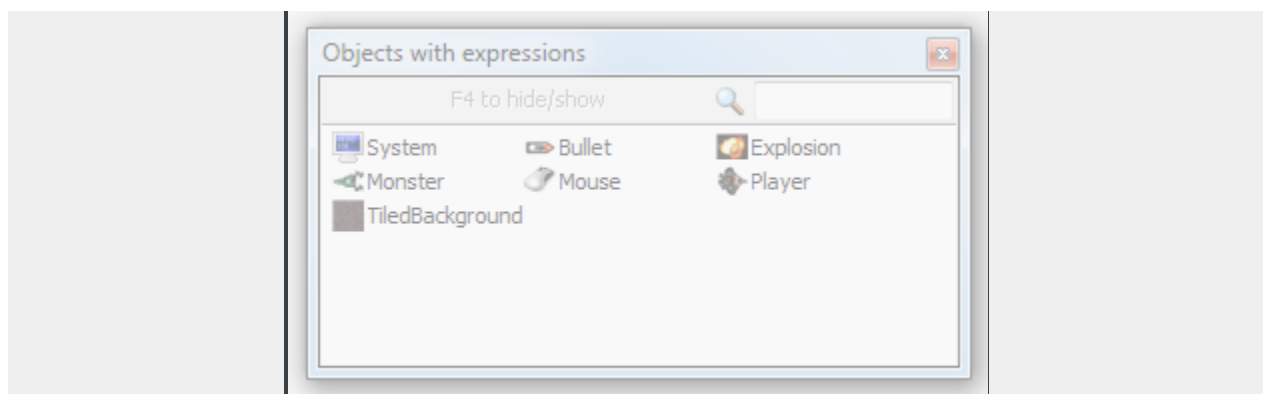 Objects with expressions
F4 to hide/show
System Bullet Explosion
Monster Mouse Player
TiledBackground